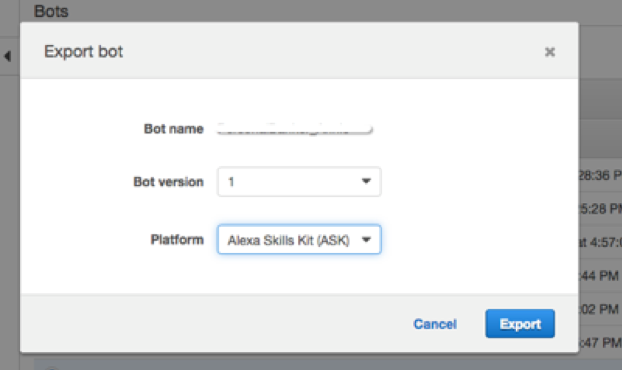 Bots
Export bot
×
Bot name
Bot version 1
Platform Alexa Skills Kit (ASK)
Cancel Export
28:36 P
5:28 PM
at 4:57:
:44 PM
:02 PM
:47 PM